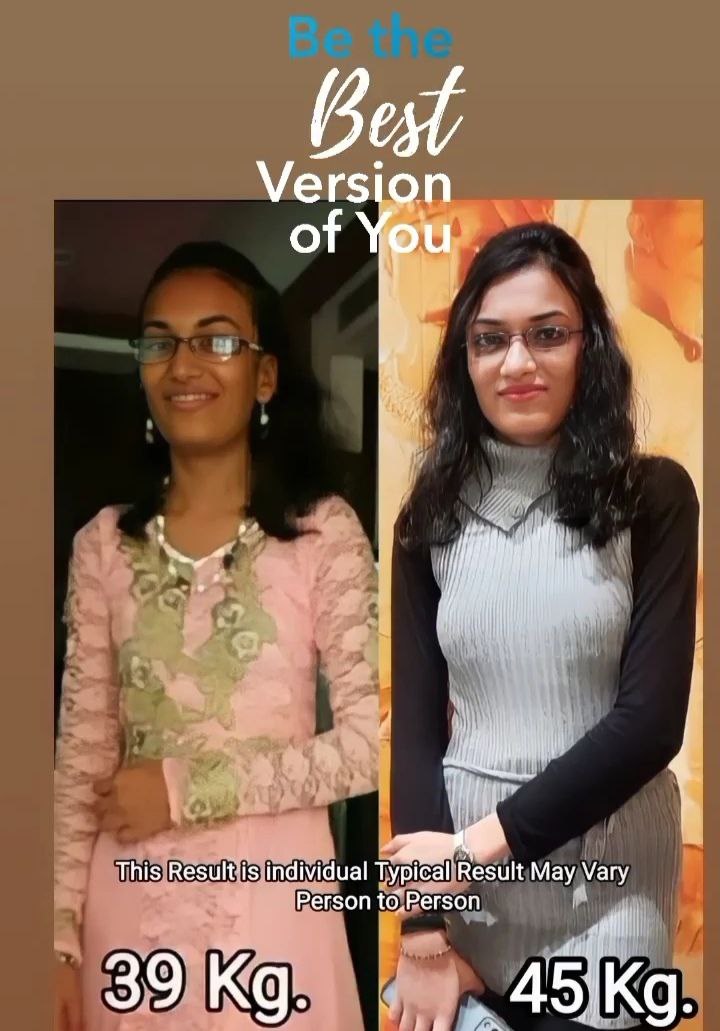 Be the
Best
Version
of You
This Result is individual Typical Result May Vary
Person to Person
39 Kg.
45 Kg.